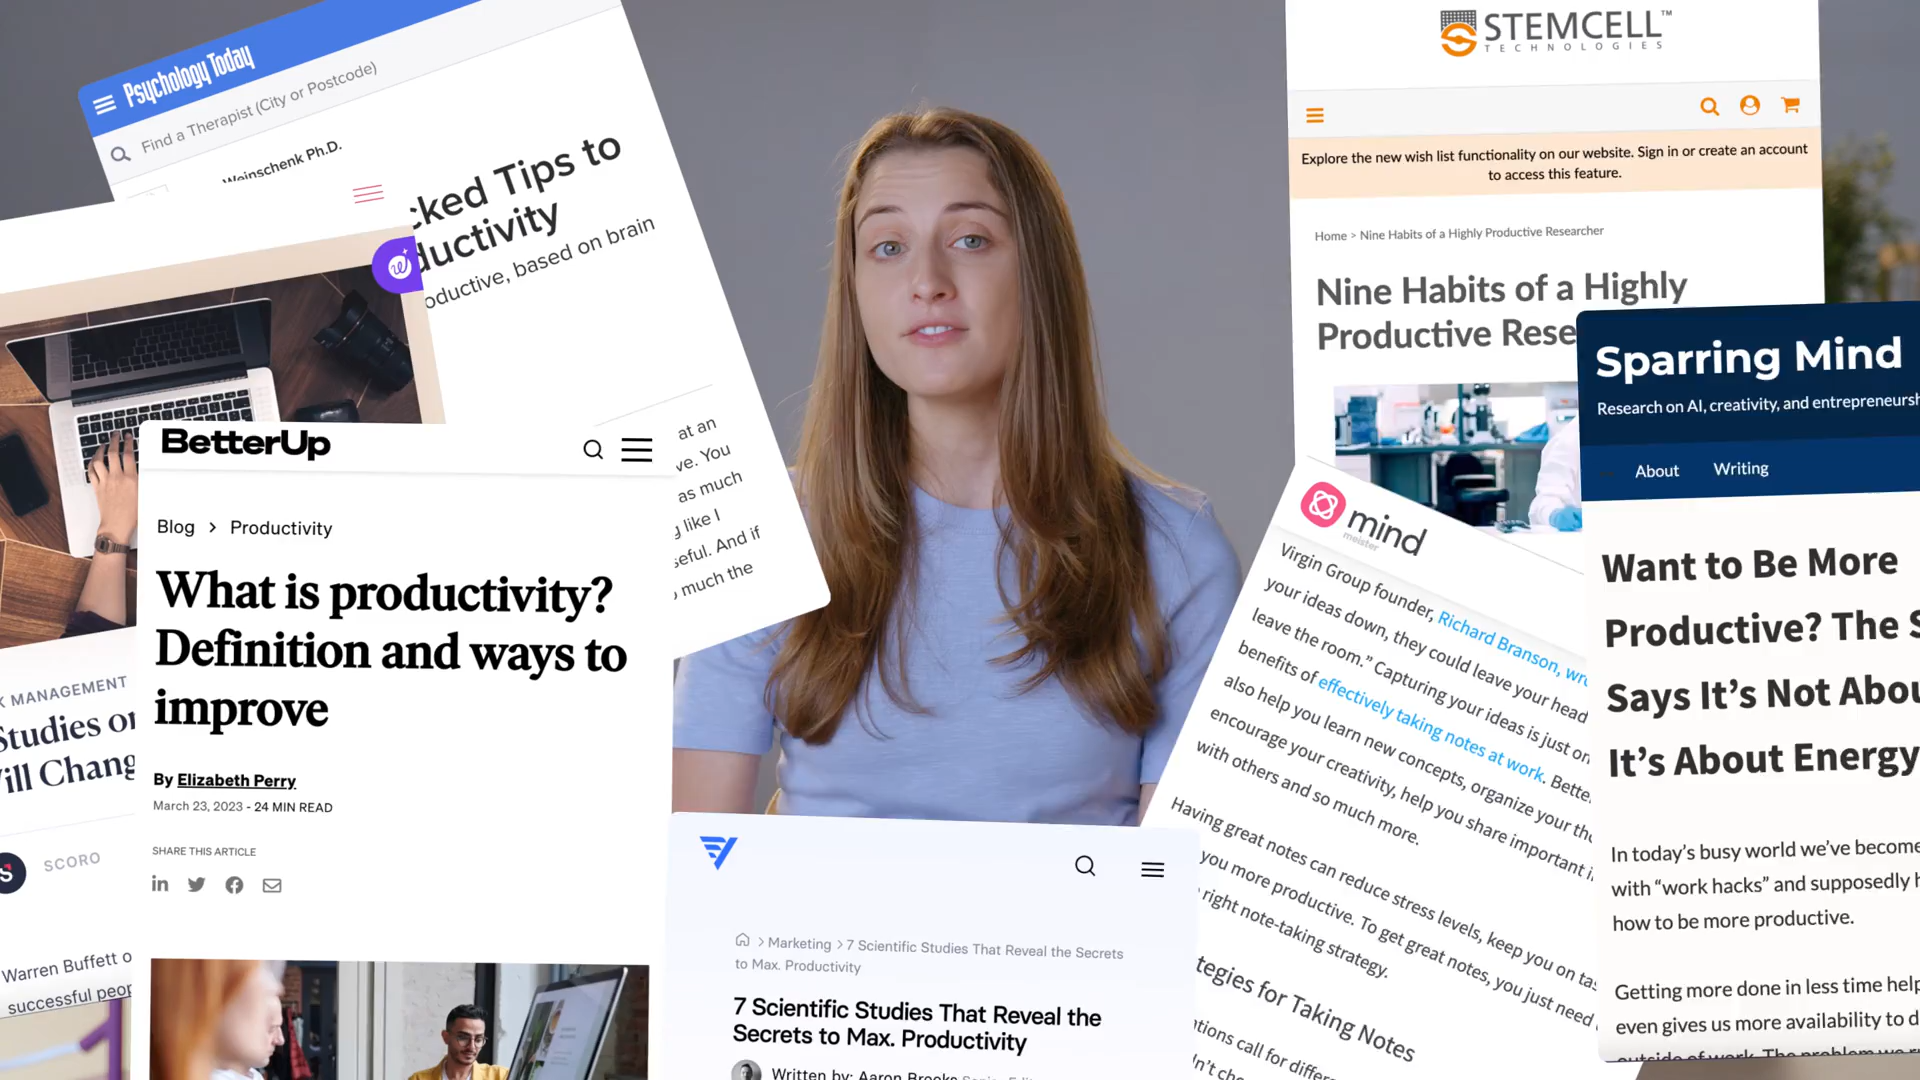 Psychology Today
Find a Therapist (City or Postcode)
Weinschenk Ph.D.
cked Tips to
ductivity
oductive, based on brain
at an
ve. You
as much
g like I
seful. And if
much the
K MANAGEMENT
Studies on
ill Chang
SCORO
Warren Buffett o
successful peop
BetterUp
Blog > Productivity
What is productivity?
Definition and ways to
improve
By Elizabeth Perry
March 23, 2023 - 24 MIN READ
SHARE THIS ARTICLE
> Marketing > 7 Scientific Studies That Reveal the Secrets
to Max. Productivity
7 Scientific Studies That Reveal the
Secrets to Max. Productivity
Written by: Aaron Brooks
STEMCELL™
TECHNOLOGIES
Explore the new wish list functionality on our website. Sign in or create an account
to access this feature.
Home > Nine Habits of a Highly Productive Researcher
Nine Habits of a Highly
Productive Rese
mind
meister
Virgin Group founder, Richard Branson, wr
your ideas down, they could leave your head
leave the room.” Capturing your ideas is just on
benefits of effectively taking notes at work. Bette
also help you learn new concepts, organize your th
encourage your creativity, help you share important i
with others and so much more.
Having great notes can reduce stress levels, keep you on tas
you more productive. To get great notes, you just need
right note-taking strategy.
tegies for Taking Notes
tions call for differ
Sparring Mind
Research on AI, creativity, and entrepreneursh
About Writing
Want to Be More
Productive? The S
Says It’s Not Abou
It’s About Energy
In today’s busy world we’ve become
with “work hacks” and supposedly h
how to be more productive.
Getting more done in less time help
even gives us more availability to d